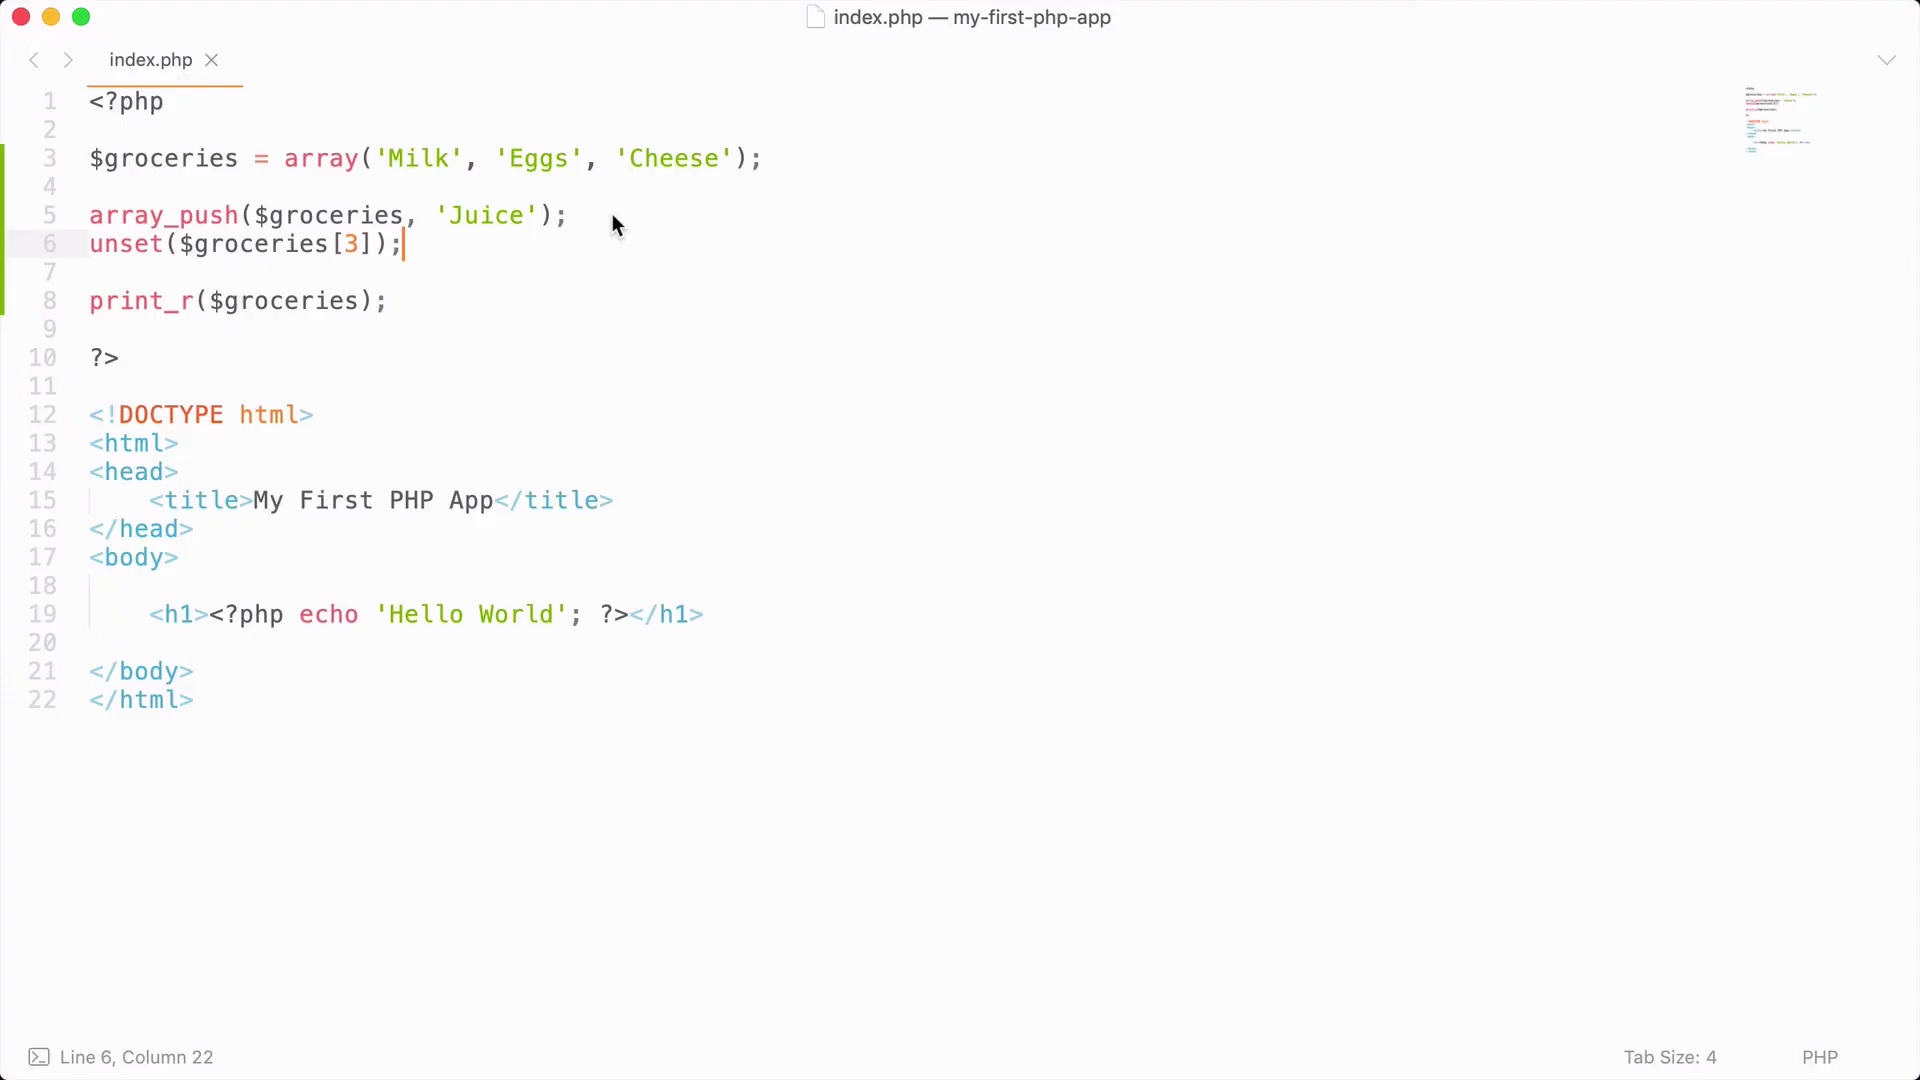 index.php — my-first-php-app
index.php
1 <?php
2
3 $groceries = array('Milk', 'Eggs', 'Cheese');
4
5 array_push($groceries, 'Juice');
6 unset($groceries[3]);
7
8 print_r($groceries);
9
10 ?>
11
12 <!DOCTYPE html>
13 <html>
14 <head>
15     <title>My First PHP App</title>
16 </head>
17 <body>
18
19     <h1><?php echo 'Hello World'; ?></h1>
20
21 </body>
22 </html>
Line 6, Column 22
Tab Size: 4
PHP